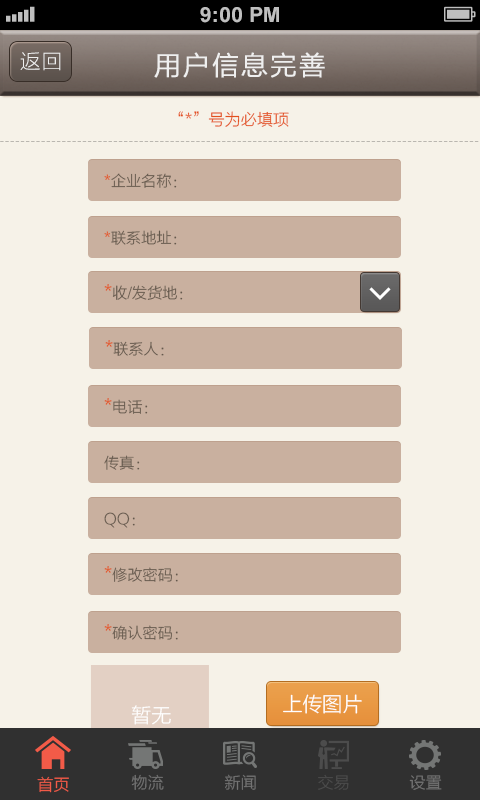 9:00 PM
返回
用户信息完善
“*”号为必填项
*企业名称：
*联系地址：
*收/发货地：
*联系人：
*电话：
传真：
QQ：
*修改密码：
*确认密码：
暂无
上传图片
首页 物流 新闻 交易 设置